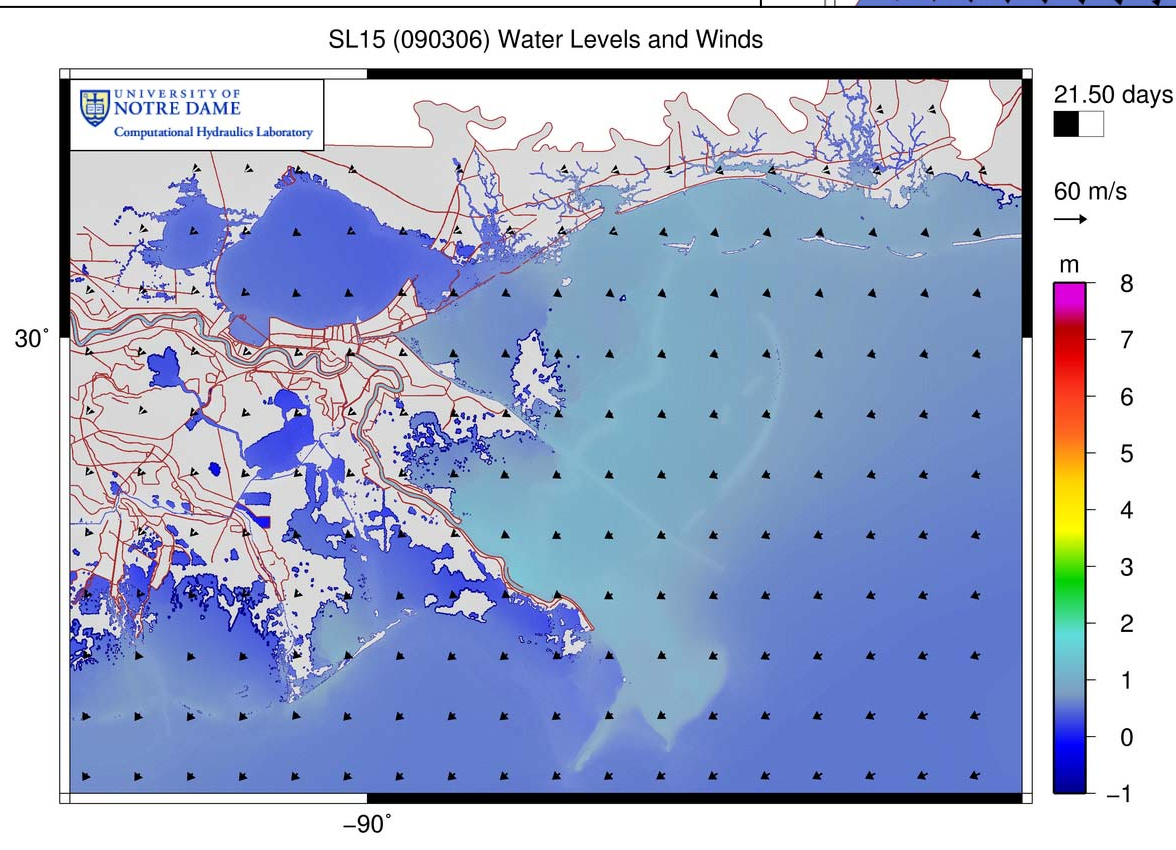 SL15 (090306) Water Levels and Winds
UNIVERSITY OF
NOTRE DAME
Computational Hydraulics Laboratory
21.50 days
60 m/s
m
8
7
6
5
4
3
2
1
0
−1
30°
−90°